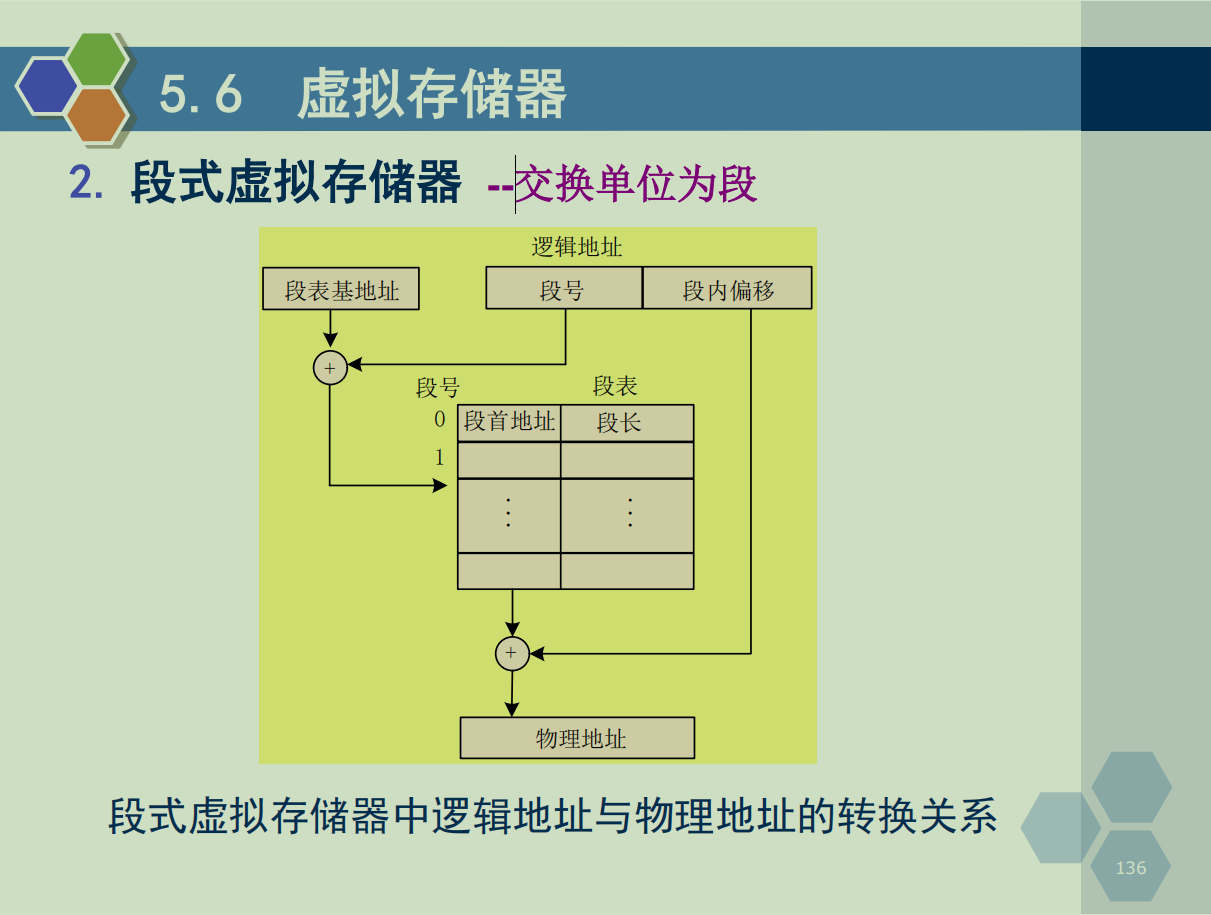 5.6 虚拟存储器
2. 段式虚拟存储器 --交换单位为段
逻辑地址
段表基地址 段号 段内偏移
+
段号 段表
0 段首地址 段长
1
⋮ ⋮
+
物理地址
段式虚拟存储器中逻辑地址与物理地址的转换关系
136